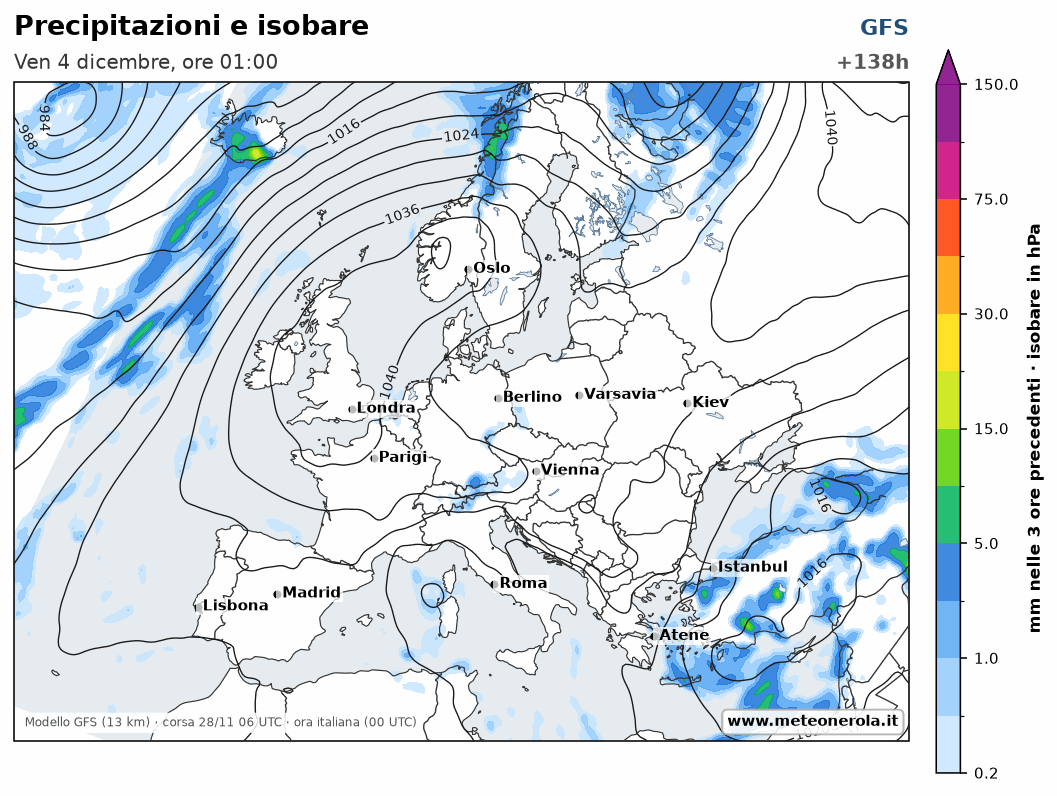 Precipitazioni e isobare
GFS
Ven 4 dicembre, ore 01:00
+138h
984
988
1016
1024
1036
1040
1040
Oslo
Londra
Berlino
Varsavia
Kiev
Parigi
Vienna
1016
1016
Istanbul
Roma
Madrid
Lisbona
Atene
Modello GFS (13 km) · corsa 28/11 06 UTC · ora italiana (00 UTC)
www.meteonerola.it
150.0
75.0
30.0
15.0
5.0
1.0
0.2
mm nelle 3 ore precedenti · isobare in hPa